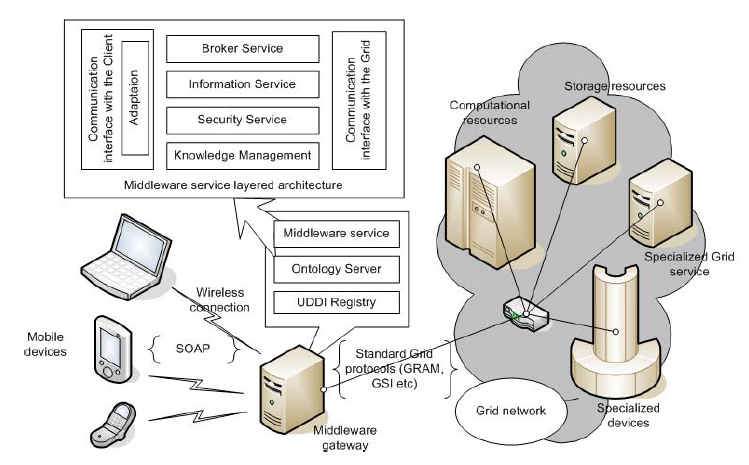 Communication
interface with the Client
Adaptaion
Broker Service
Information Service
Security Service
Knowledge Management
Communication
interface with the Grid
Middleware service layered architecture
Middleware service
Ontology Server
UDDI Registry
Wireless
connection
Mobile
devices
SOAP
Standard Grid
protocols (GRAM,
GSI etc)
Middleware
gateway
Storage resources
Computational
resources
Specialized Grid
service
Grid network
Specialized
devices